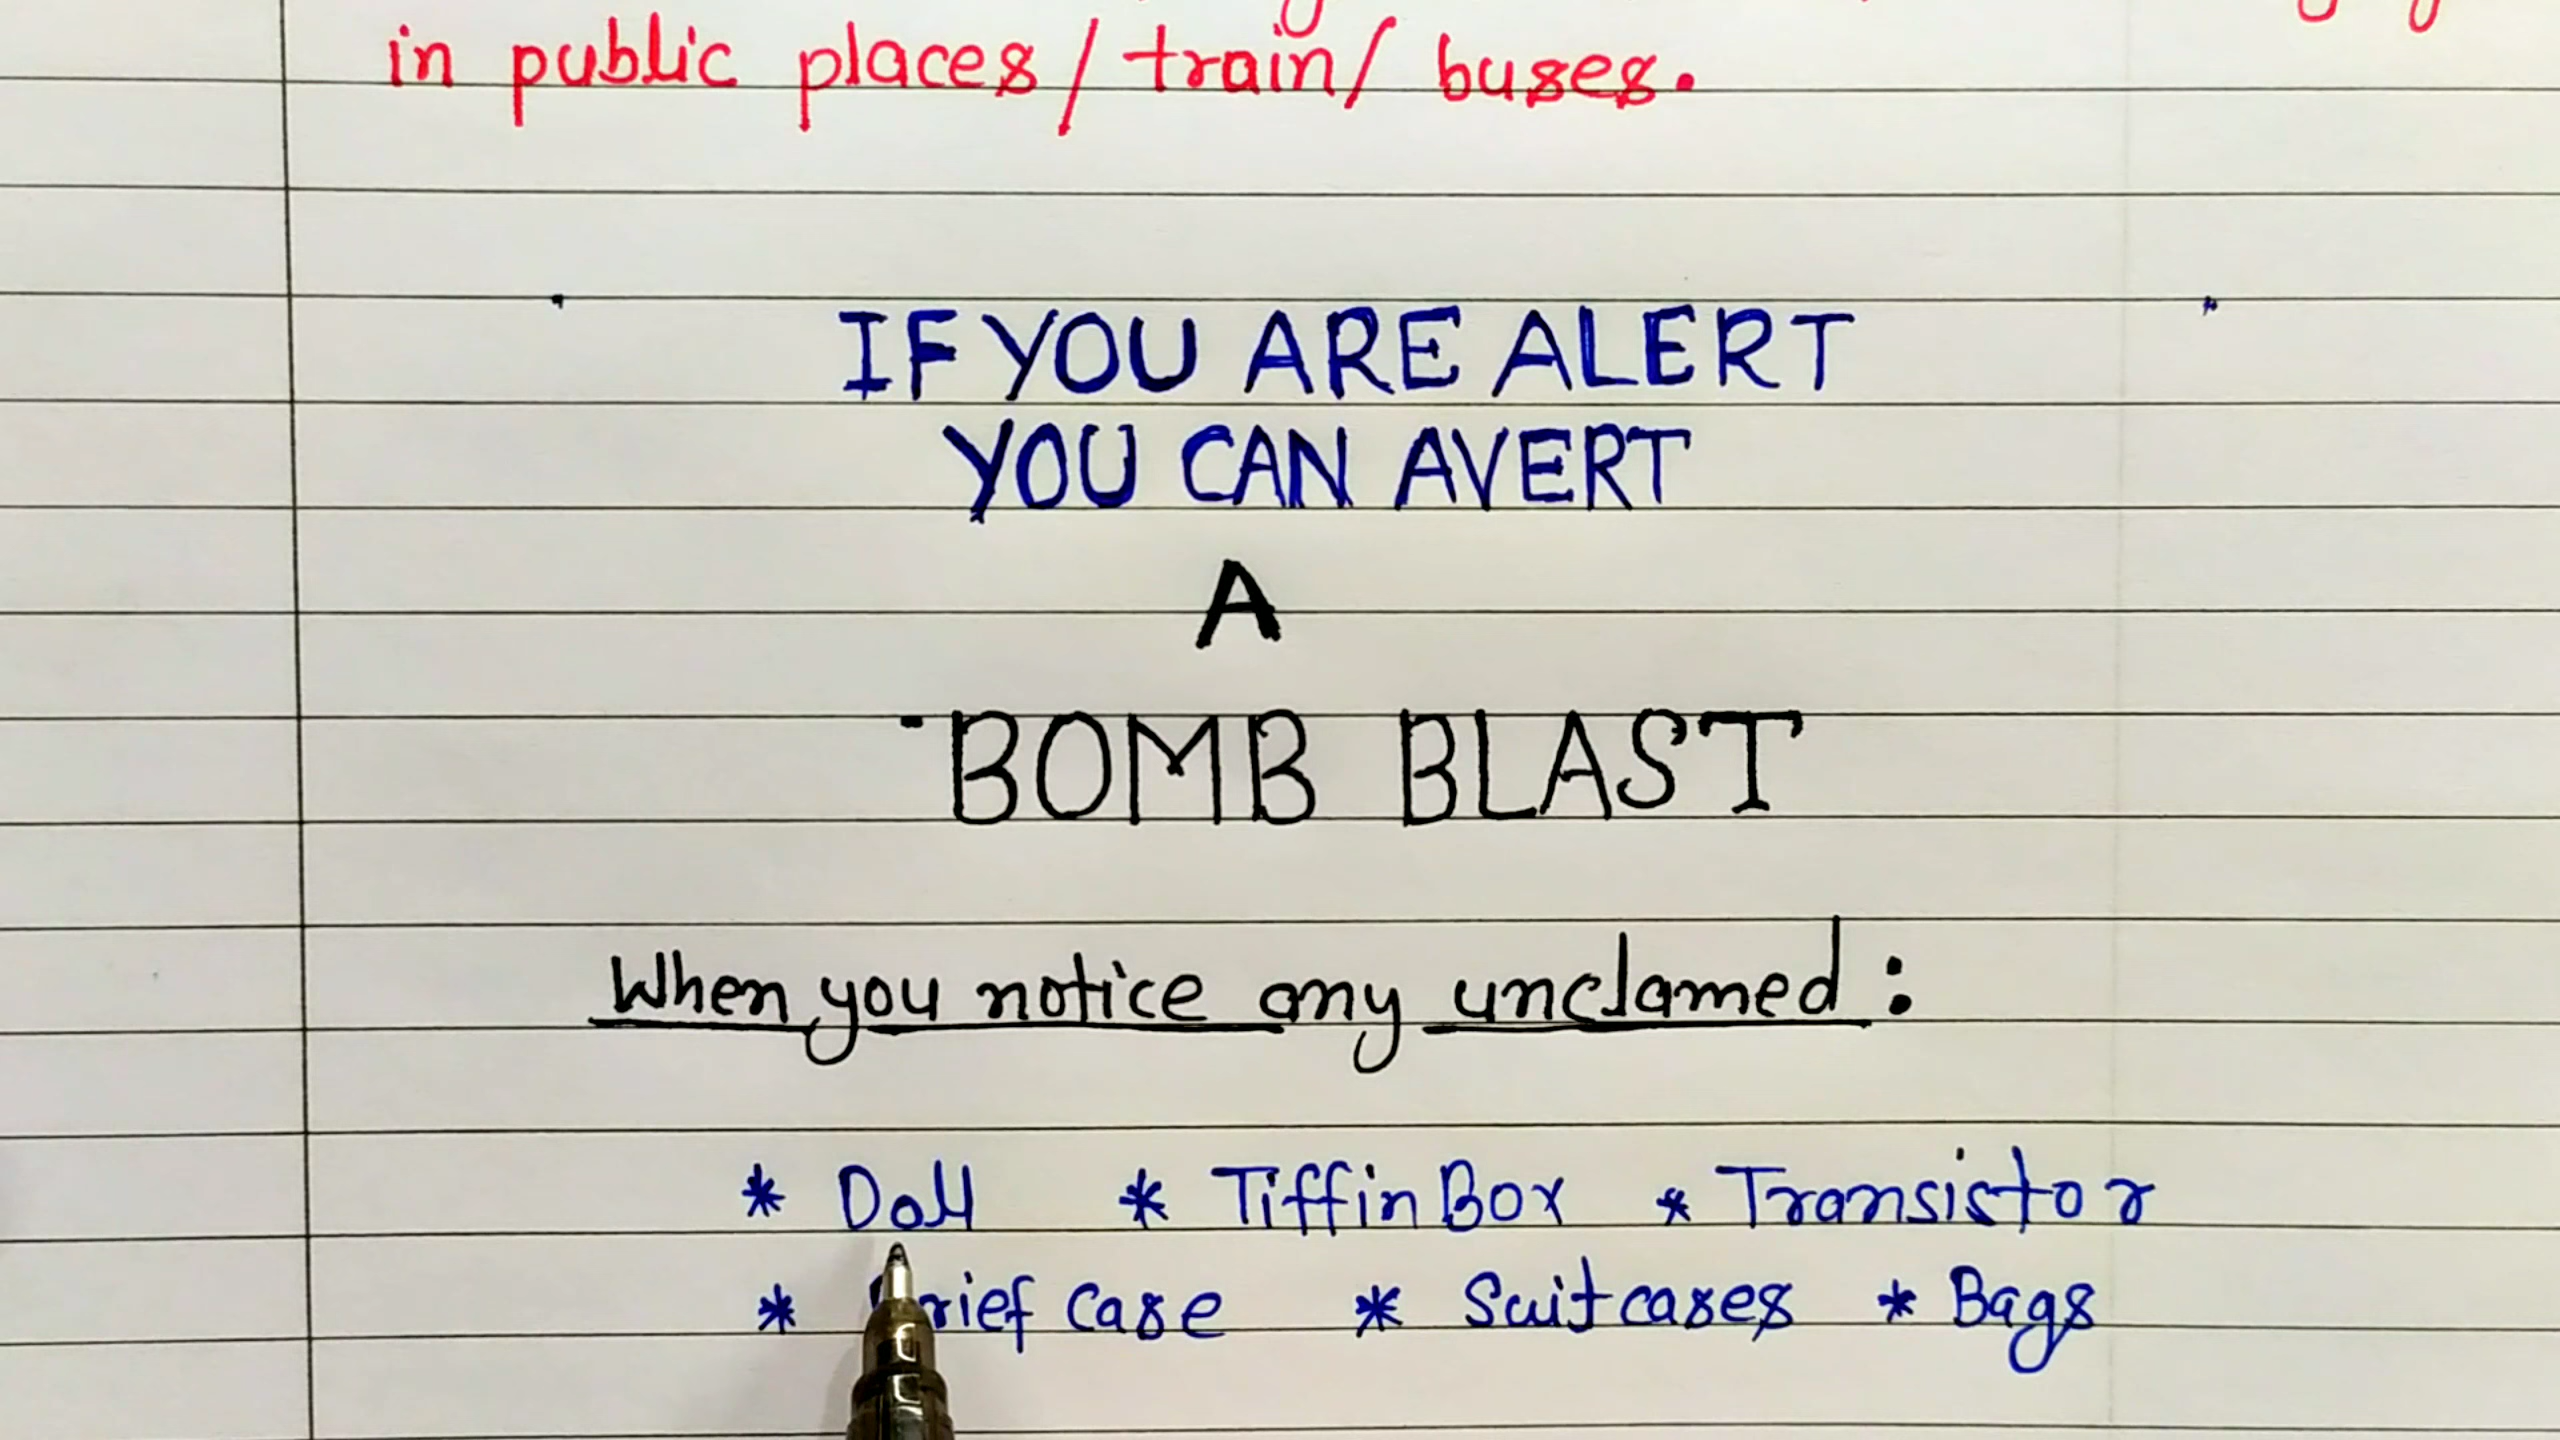 in public places/train/ buses.
IF YOU ARE ALERT
YOU CAN AVERT
A
BOMB BLAST
When you notice any unclamed:
* Doll * Tiffin Box * Transistor
* Brief case * Suitcases * Bags